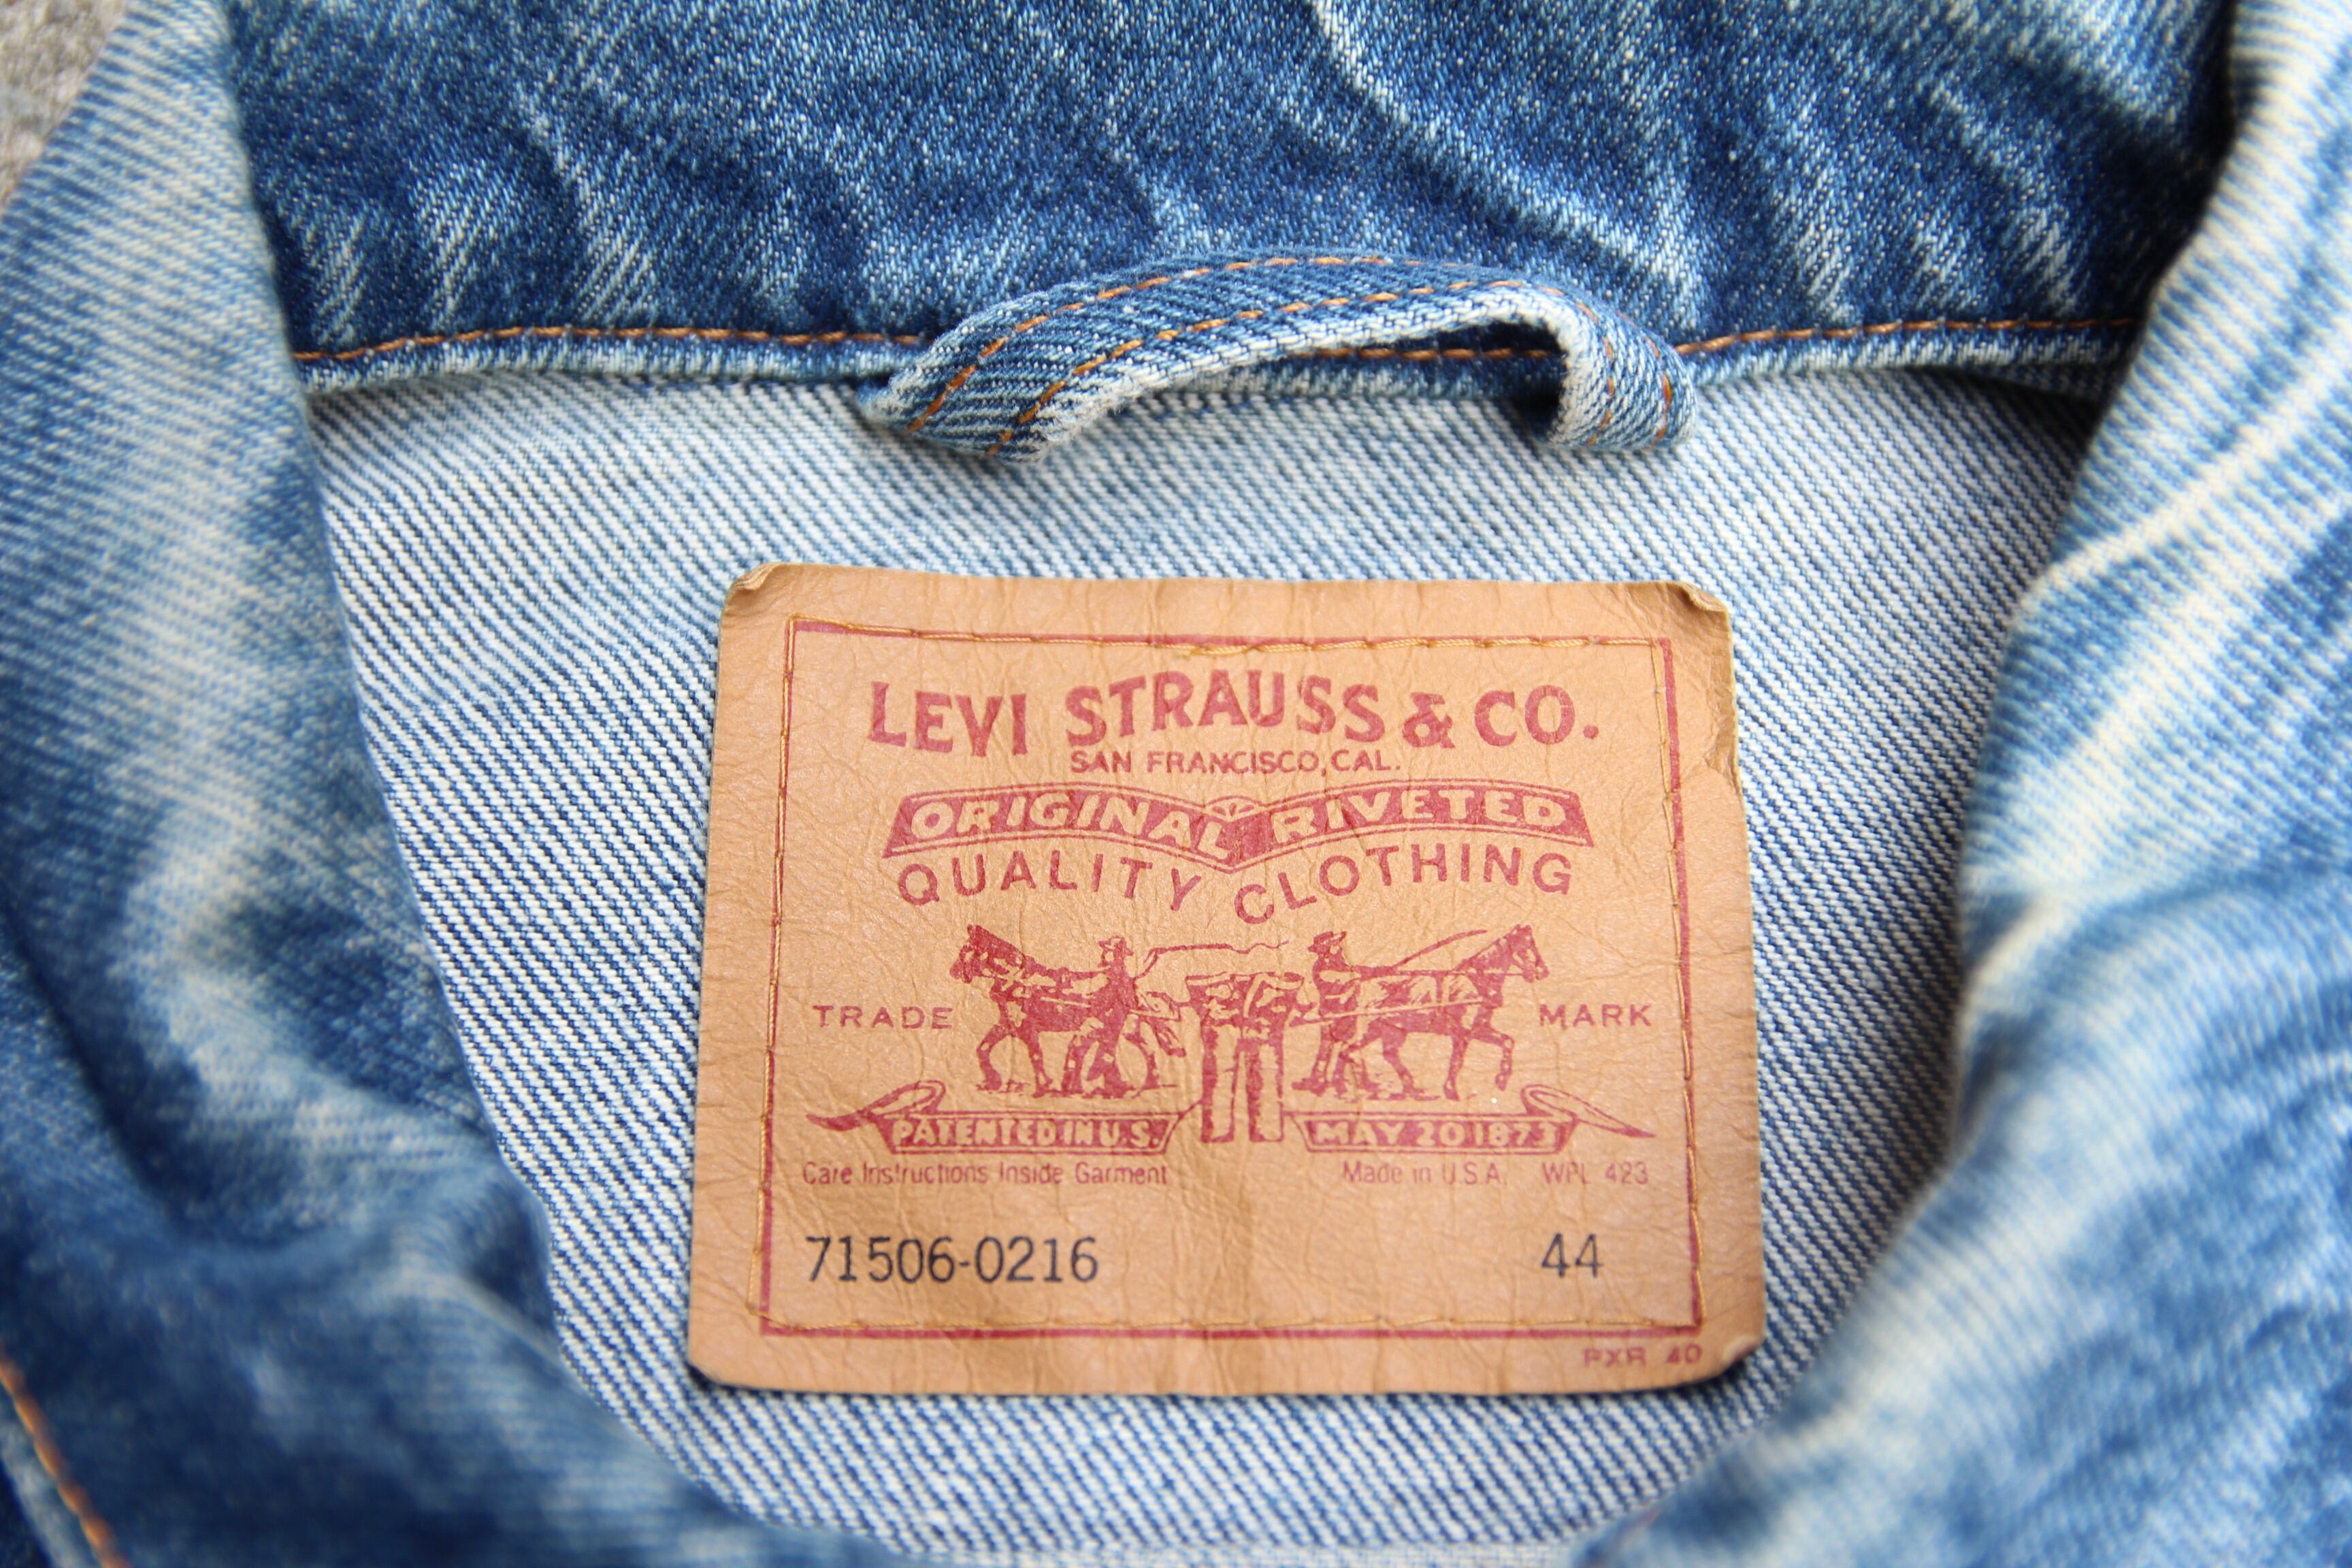 LEVI STRAUSS & CO.
SAN FRANCISCO, CAL.
ORIGINAL RIVETED
QUALITY CLOTHING
TRADE MARK
PATENTED IN U.S. MAY 20 1873
Care Instructions Inside Garment Made in U.S.A. WPL 423
71506-0216 44
PXR 40